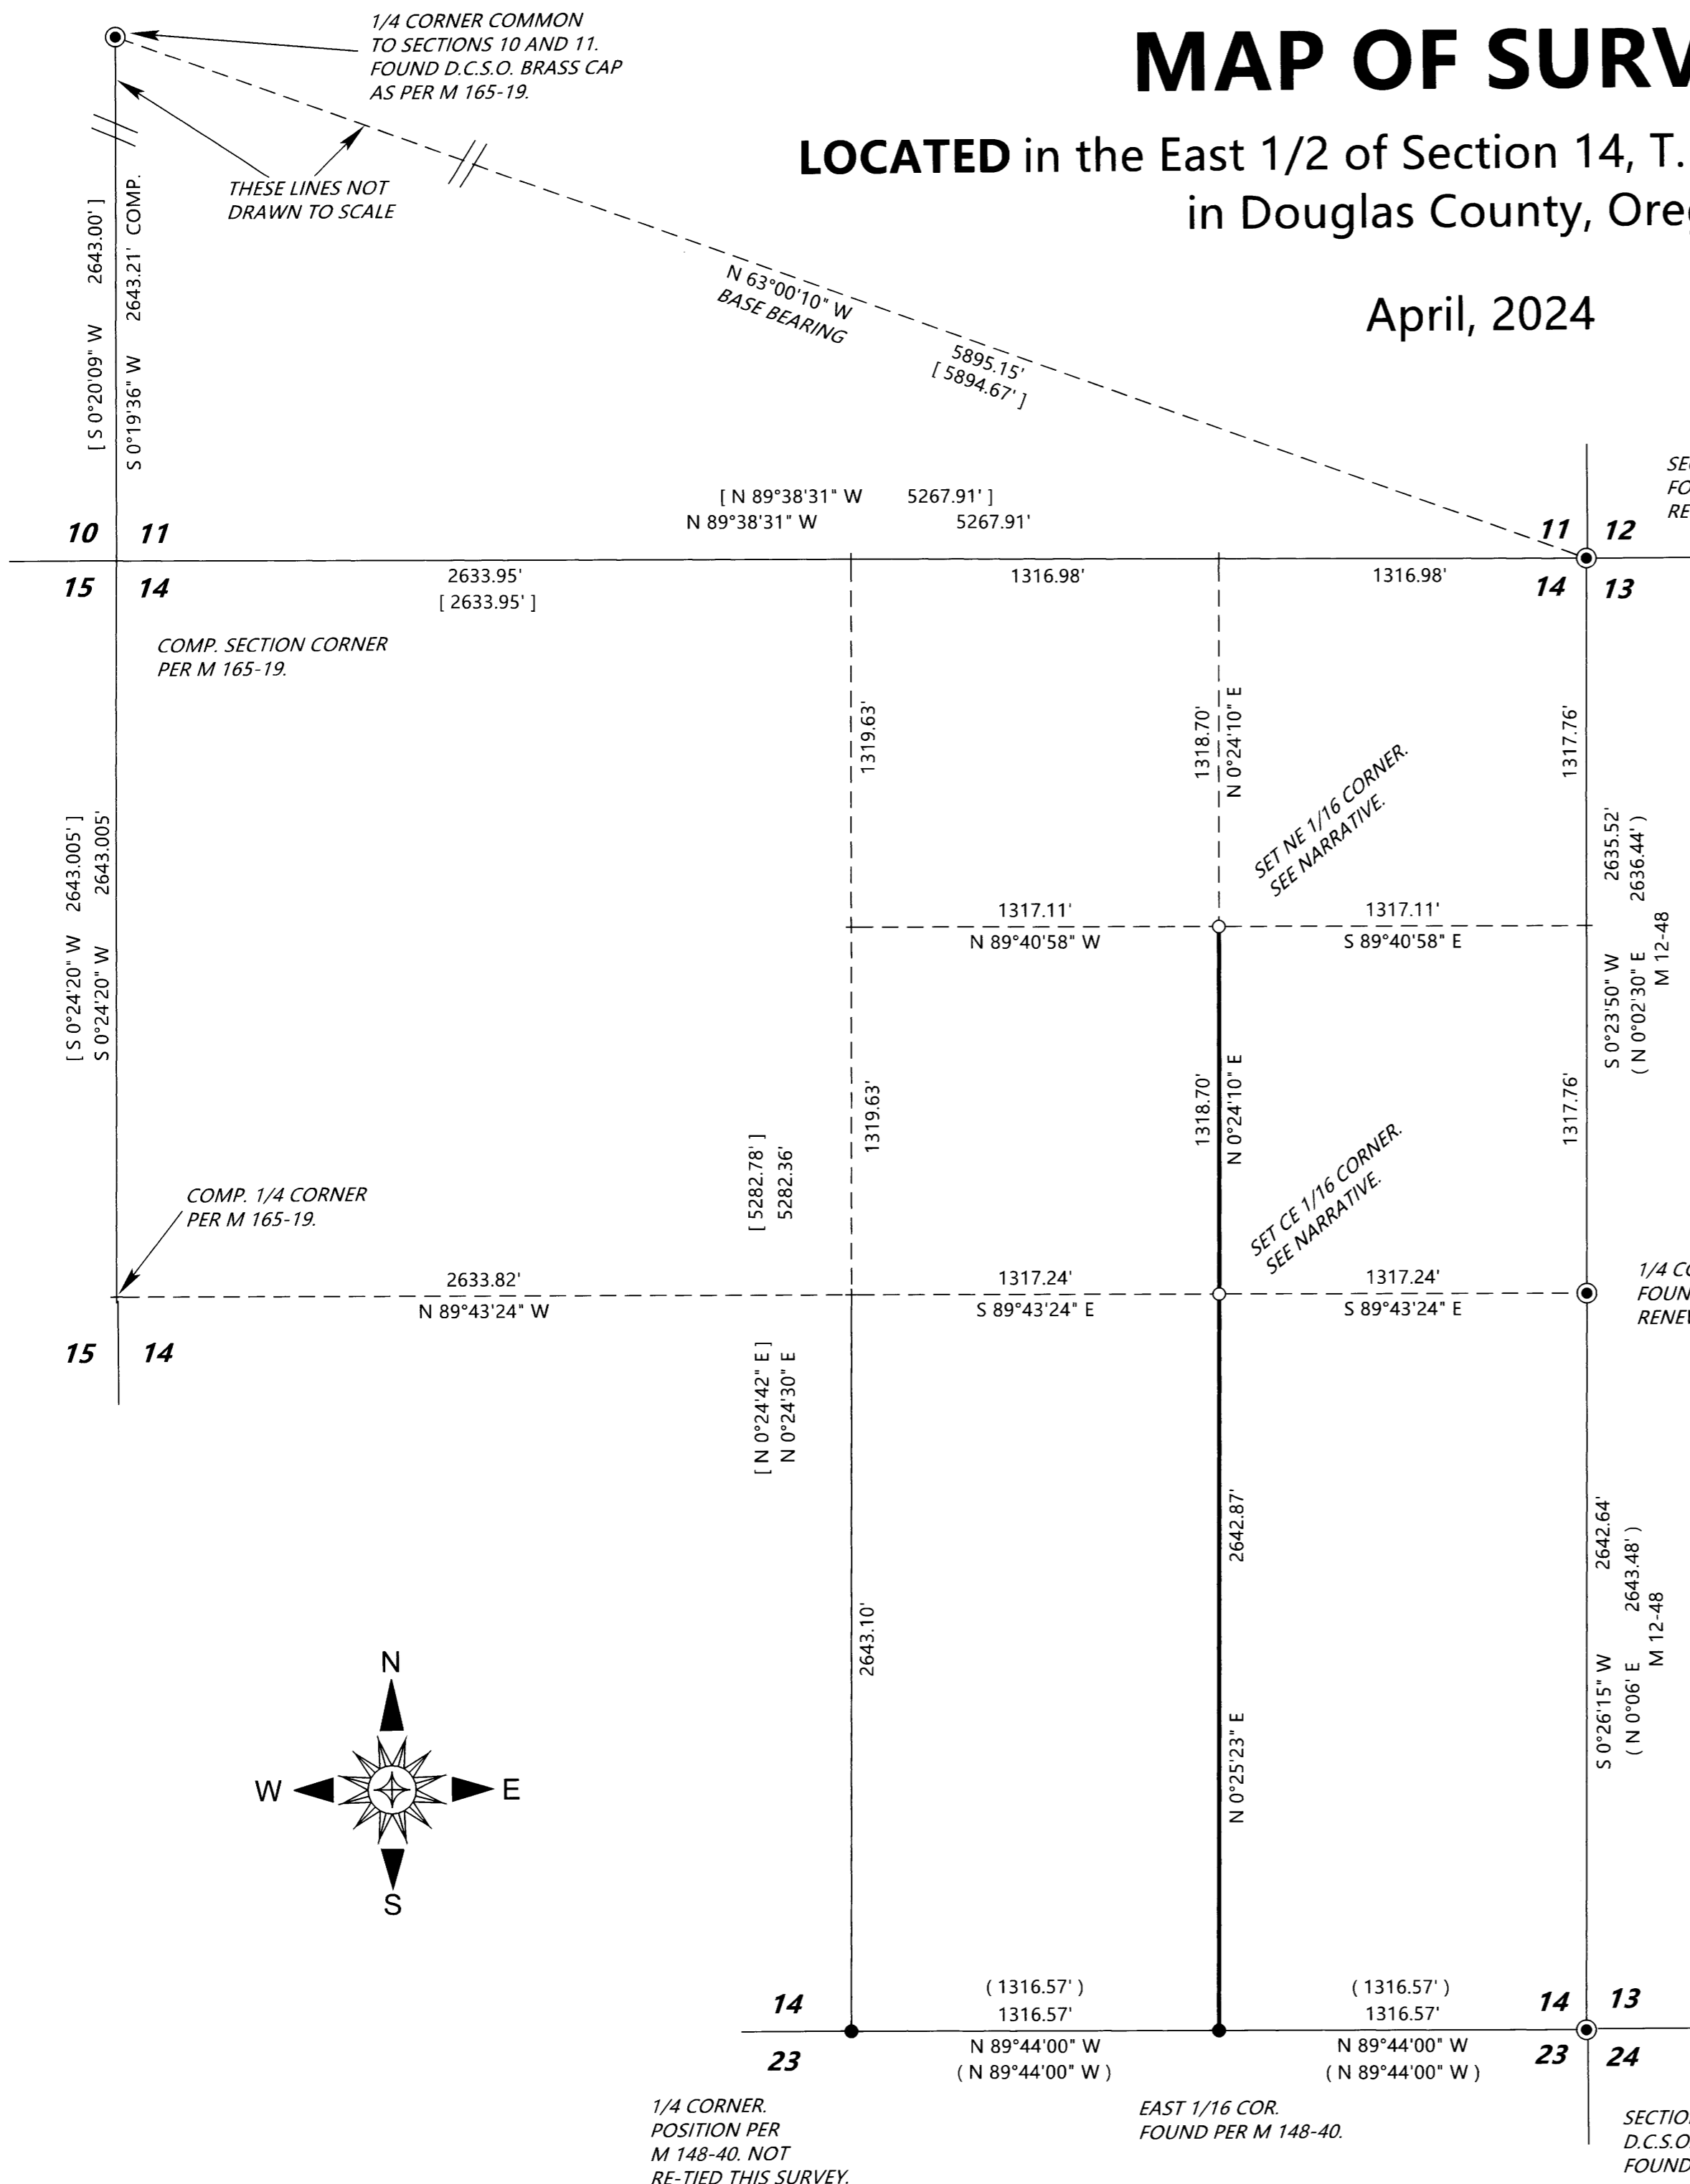 1/4 CORNER COMMON
TO SECTIONS 10 AND 11.
FOUND D.C.S.O. BRASS CAP
AS PER M 165-19.
MAP OF SURV
LOCATED in the East 1/2 of Section 14, T.
in Douglas County, Oreg
April, 2024
THESE LINES NOT
DRAWN TO SCALE
[ S 0°20'09" W 2643.00' ]
S 0°19'36" W 2643.21' COMP.
N 63°00'10" W
BASE BEARING
5895.15'
[ 5894.67' ]
SE
FO
RE
[ N 89°38'31" W 5267.91' ]
N 89°38'31" W 5267.91'
10 11
11 12
15 14
2633.95'
[ 2633.95' ]
1316.98'
1316.98'
14 13
COMP. SECTION CORNER
PER M 165-19.
1319.63'
1318.70'
N 0°24'10" E
1317.76'
SET NE 1/16 CORNER.
SEE NARRATIVE.
[ S 0°24'20" W 2643.005' ]
S 0°24'20" W 2643.005'
S 0°23'50" W 2635.52'
( N 0°02'30" E 2636.44' )
M 12-48
1317.11'
N 89°40'58" W
1317.11'
S 89°40'58" E
1319.63'
1318.70'
N 0°24'10" E
1317.76'
SET CE 1/16 CORNER.
SEE NARRATIVE.
[ N 0°24'42" E ] [ 5282.78' ]
N 0°24'30" E 5282.36'
COMP. 1/4 CORNER
PER M 165-19.
2633.82'
N 89°43'24" W
1317.24'
S 89°43'24" E
1317.24'
S 89°43'24" E
1/4 CO
FOUN
RENEW
15 14
2643.10'
N 0°25'23" E 2642.87'
S 0°26'15" W 2642.64'
( N 0°06' E 2643.48' )
M 12-48
N
W E
S
14
( 1316.57' )
1316.57'
( 1316.57' )
1316.57'
14 13
23
N 89°44'00" W
( N 89°44'00" W )
N 89°44'00" W
( N 89°44'00" W )
23 24
1/4 CORNER.
POSITION PER
M 148-40. NOT
RE-TIED THIS SURVEY.
EAST 1/16 COR.
FOUND PER M 148-40.
SECTIO
D.C.S.O
FOUND